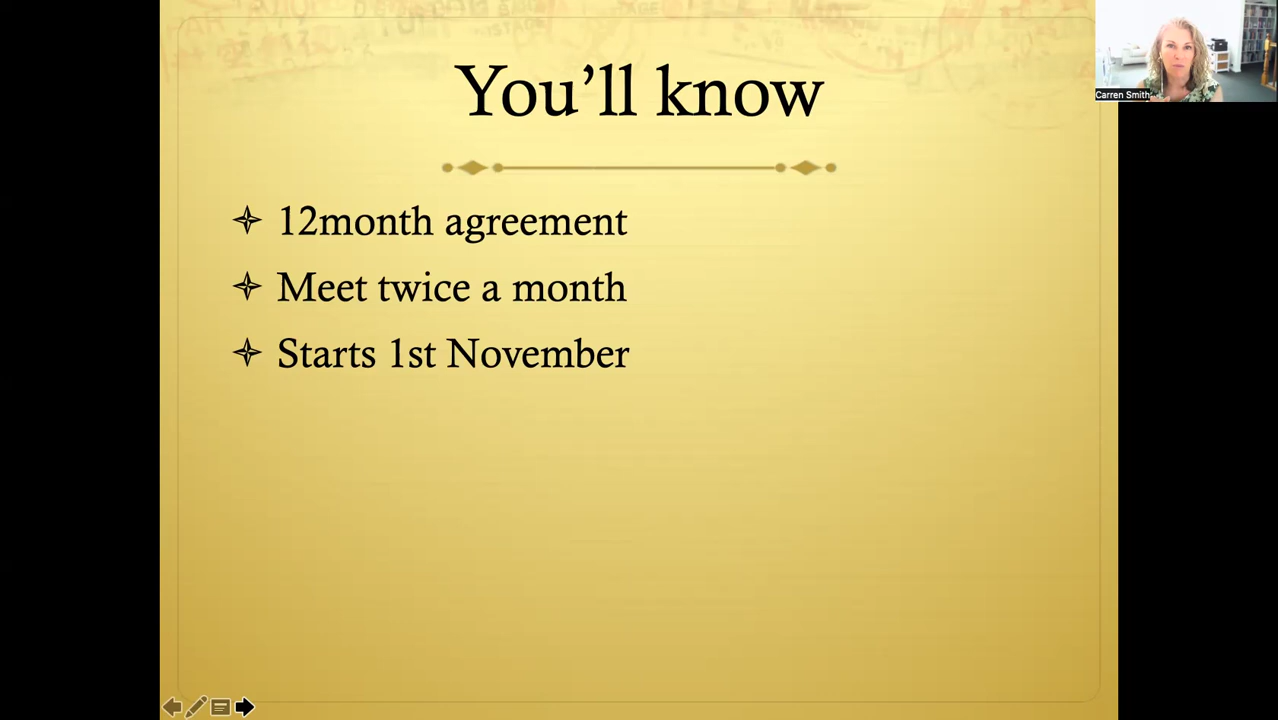 You’ll know
12month agreement
Meet twice a month
Starts 1st November
Carren Smith